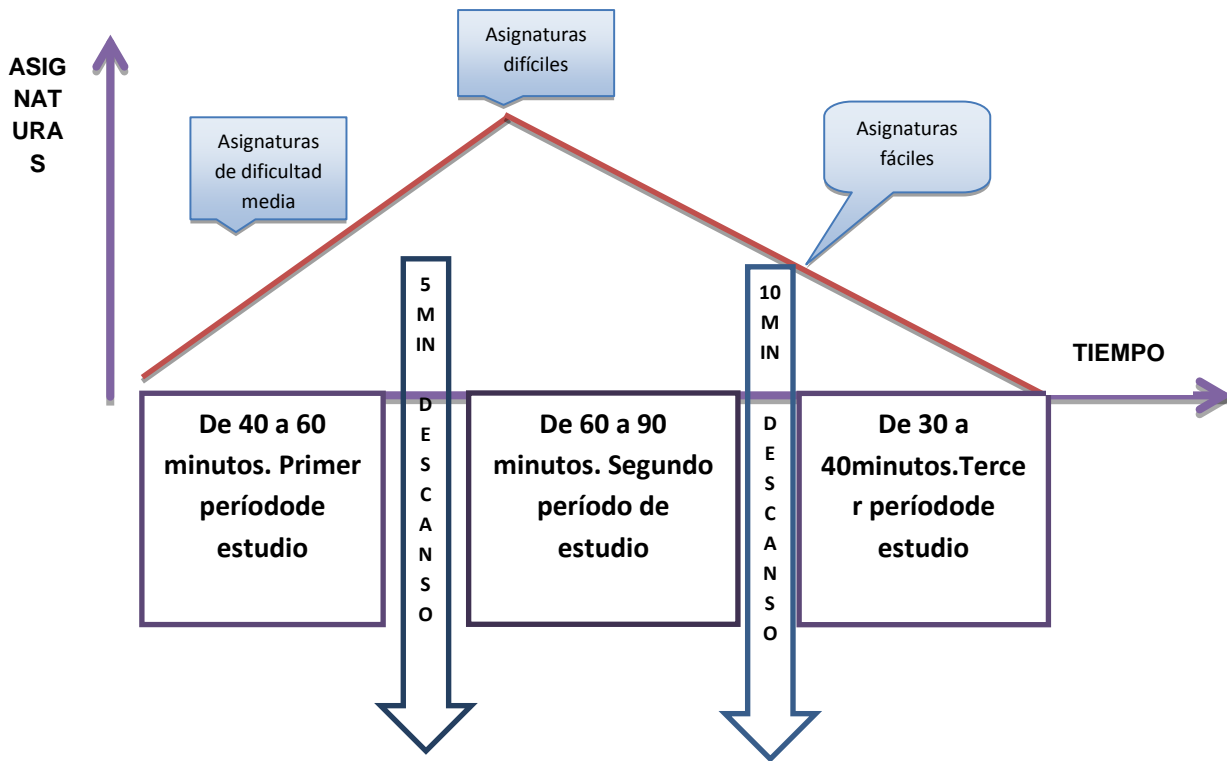 ASIG
NAT
URA
S
Asignaturas
de dificultad
media
Asignaturas
difíciles
Asignaturas
fáciles
5
M
IN
D
E
S
C
A
N
S
O
10
M
IN
D
E
S
C
A
N
S
O
TIEMPO
De 40 a 60
minutos. Primer
períodode
estudio
De 60 a 90
minutos. Segundo
período de
estudio
De 30 a
40minutos.Terce
r períodode
estudio